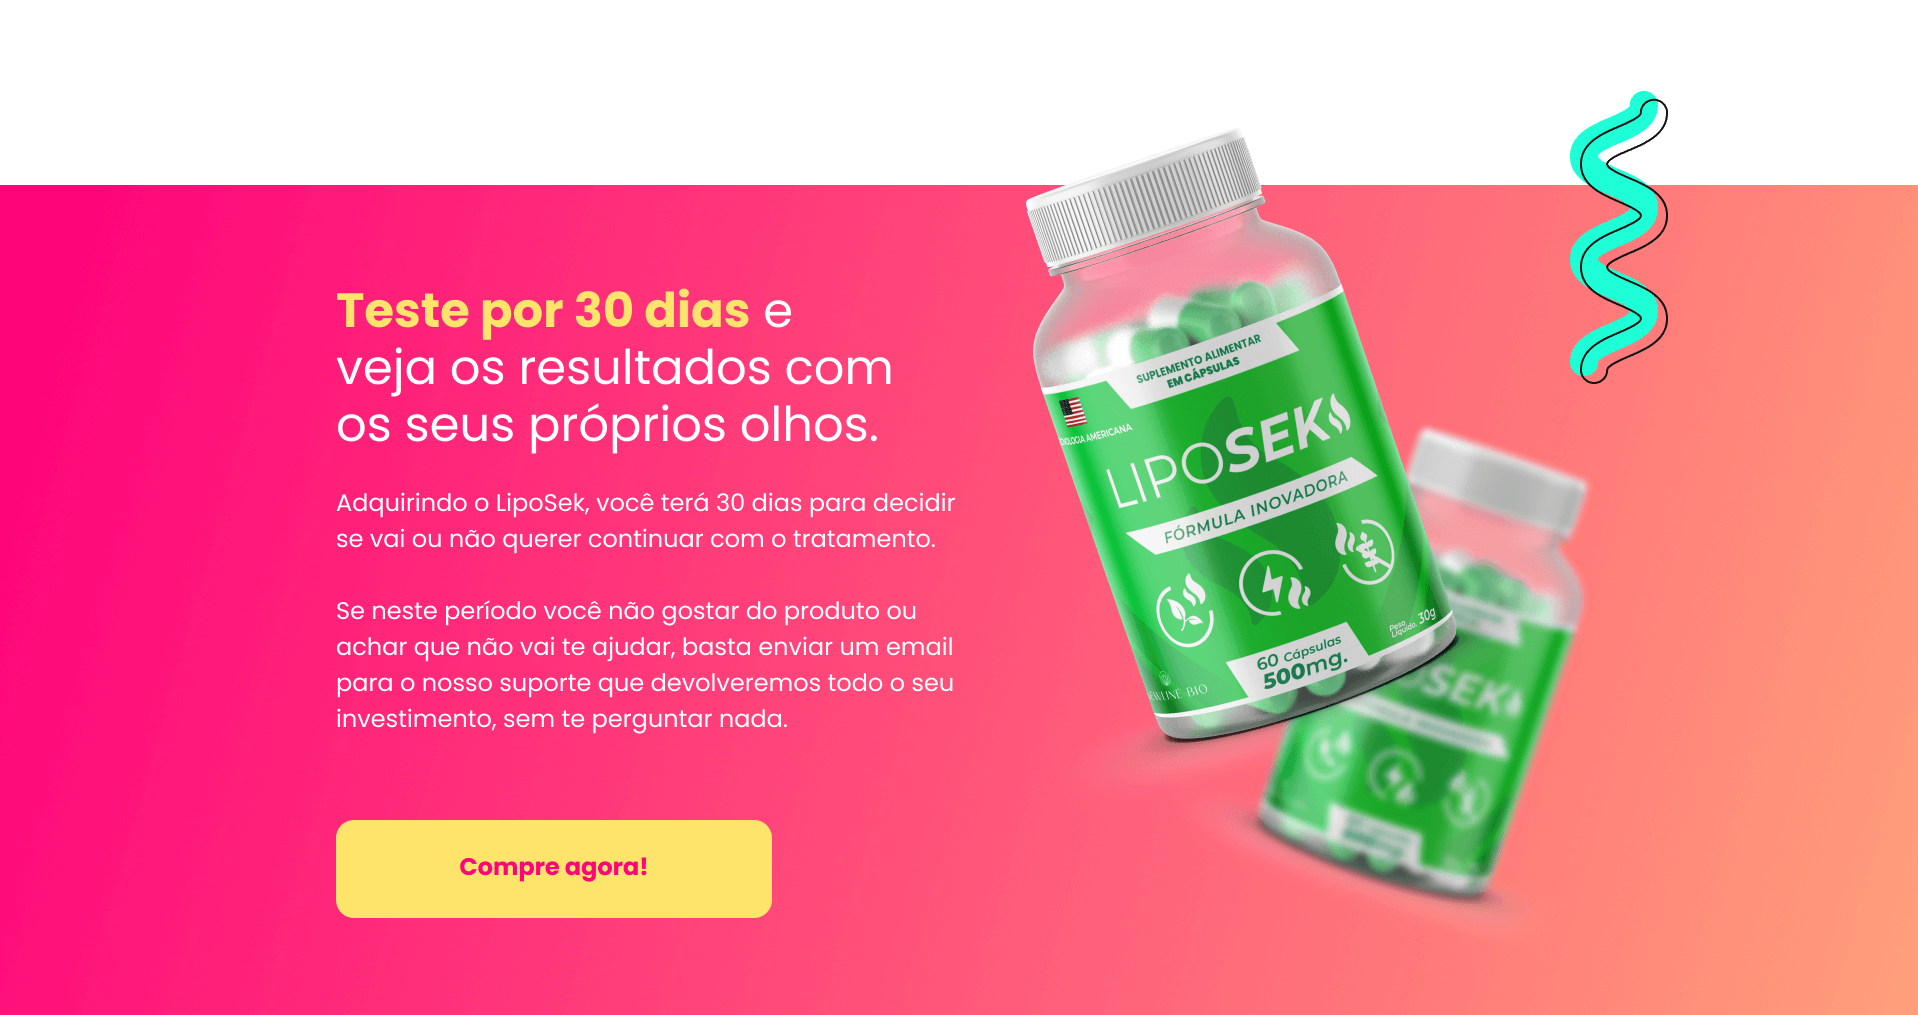 Teste por 30 dias e
veja os resultados com
os seus próprios olhos.
Adquirindo o LipoSek, você terá 30 dias para decidir
se vai ou não querer continuar com o tratamento.
Se neste período você não gostar do produto ou
achar que não vai te ajudar, basta enviar um email
para o nosso suporte que devolveremos todo o seu
investimento, sem te perguntar nada.
Compre agora!
SUPLEMENTO ALIMENTAR
EM CÁPSULAS
AMERICANA
LIPOSEK
FÓRMULA INOVADORA
60 Cápsulas
500mg.
Peso
Líquido. 30g
LINE BIO
SEK